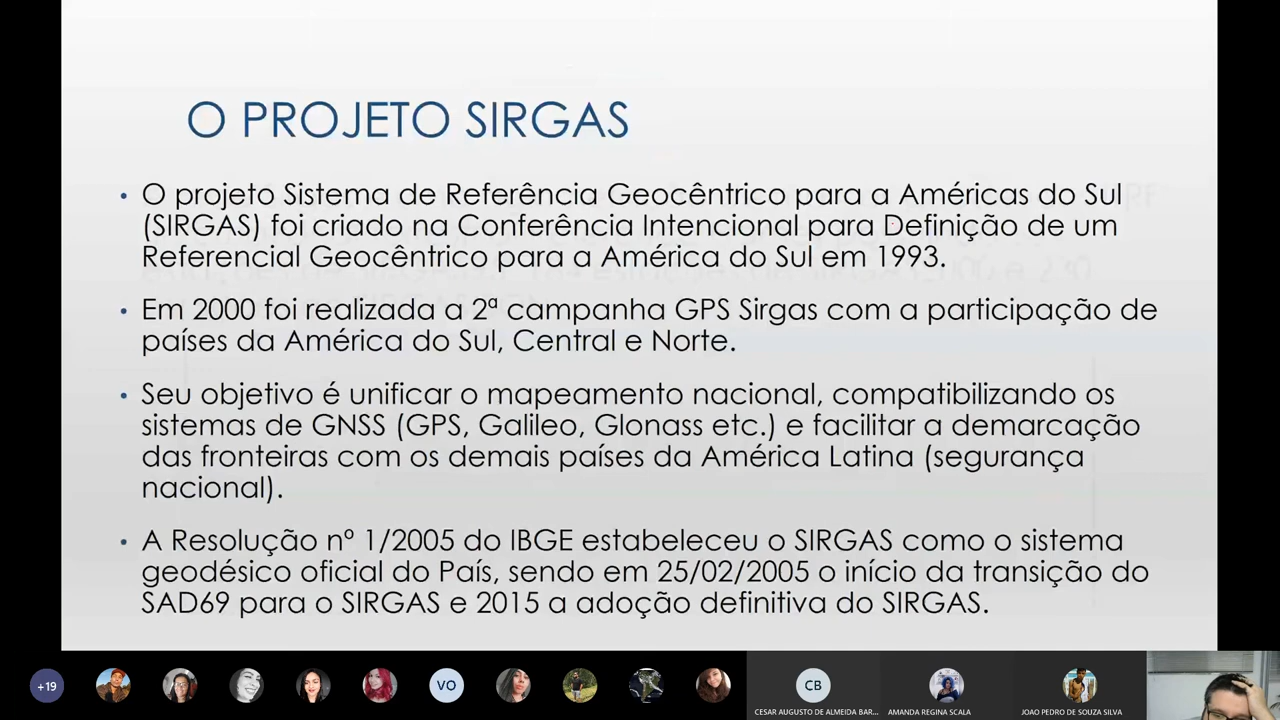 O PROJETO SIRGAS
• O projeto Sistema de Referência Geocêntrico para a Américas do Sul
(SIRGAS) foi criado na Conferência Intencional para Definição de um
Referencial Geocêntrico para a América do Sul em 1993.
• Em 2000 foi realizada a 2ª campanha GPS Sirgas com a participação de
países da América do Sul, Central e Norte.
• Seu objetivo é unificar o mapeamento nacional, compatibilizando os
sistemas de GNSS (GPS, Galileo, Glonass etc.) e facilitar a demarcação
das fronteiras com os demais países da América Latina (segurança
nacional).
• A Resolução nº 1/2005 do IBGE estabeleceu o SIRGAS como o sistema
geodésico oficial do País, sendo em 25/02/2005 o início da transição do
SAD69 para o SIRGAS e 2015 a adoção definitiva do SIRGAS.
+19
VO
CB
CESAR AUGUSTO DE ALMEIDA BAR...
AMANDA REGINA SCALA
JOAO PEDRO DE SOUZA SILVA